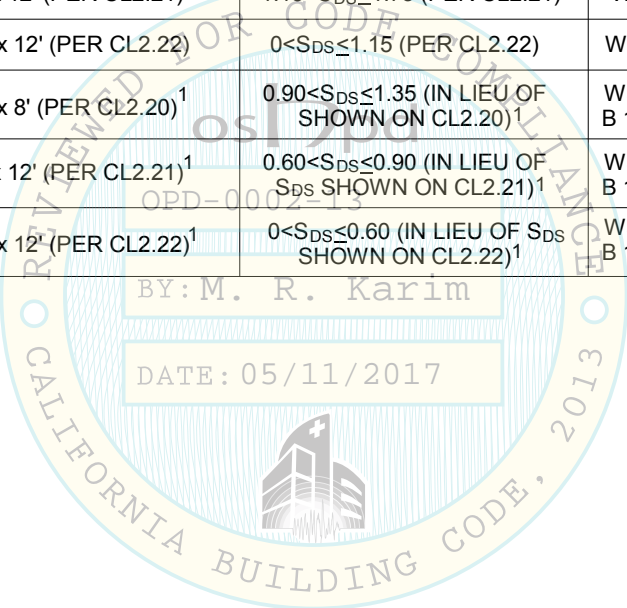 x 12' (PER CL2.22) 0<SDS≤1.15 (PER CL2.22) W
x 8' (PER CL2.20)1 0.90<SDS≤1.35 (IN LIEU OF W
SHOWN ON CL2.20)1 B 1
x 12' (PER CL2.21)1 0.60<SDS≤0.90 (IN LIEU OF W
SDS SHOWN ON CL2.21)1 B 1
x 12' (PER CL2.22)1 0<SDS≤0.60 (IN LIEU OF SDS W
SHOWN ON CL2.22)1 B 1
REVIEWED FOR CODE COMPLIANCE
oshpd
OPD-0002-13
BY: M. R. Karim
DATE: 05/11/2017
CALIFORNIA BUILDING CODE, 2013